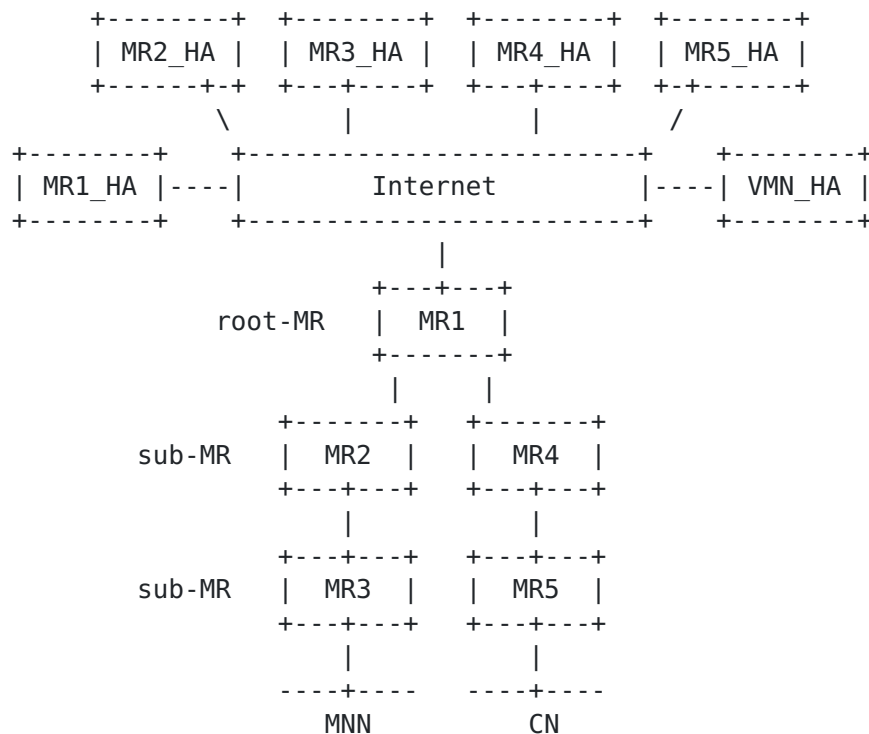 MR2_HA MR3_HA MR4_HA MR5_HA
MR1_HA Internet VMN_HA
root-MR MR1
sub-MR MR2 MR4
sub-MR MR3 MR5
MNN CN